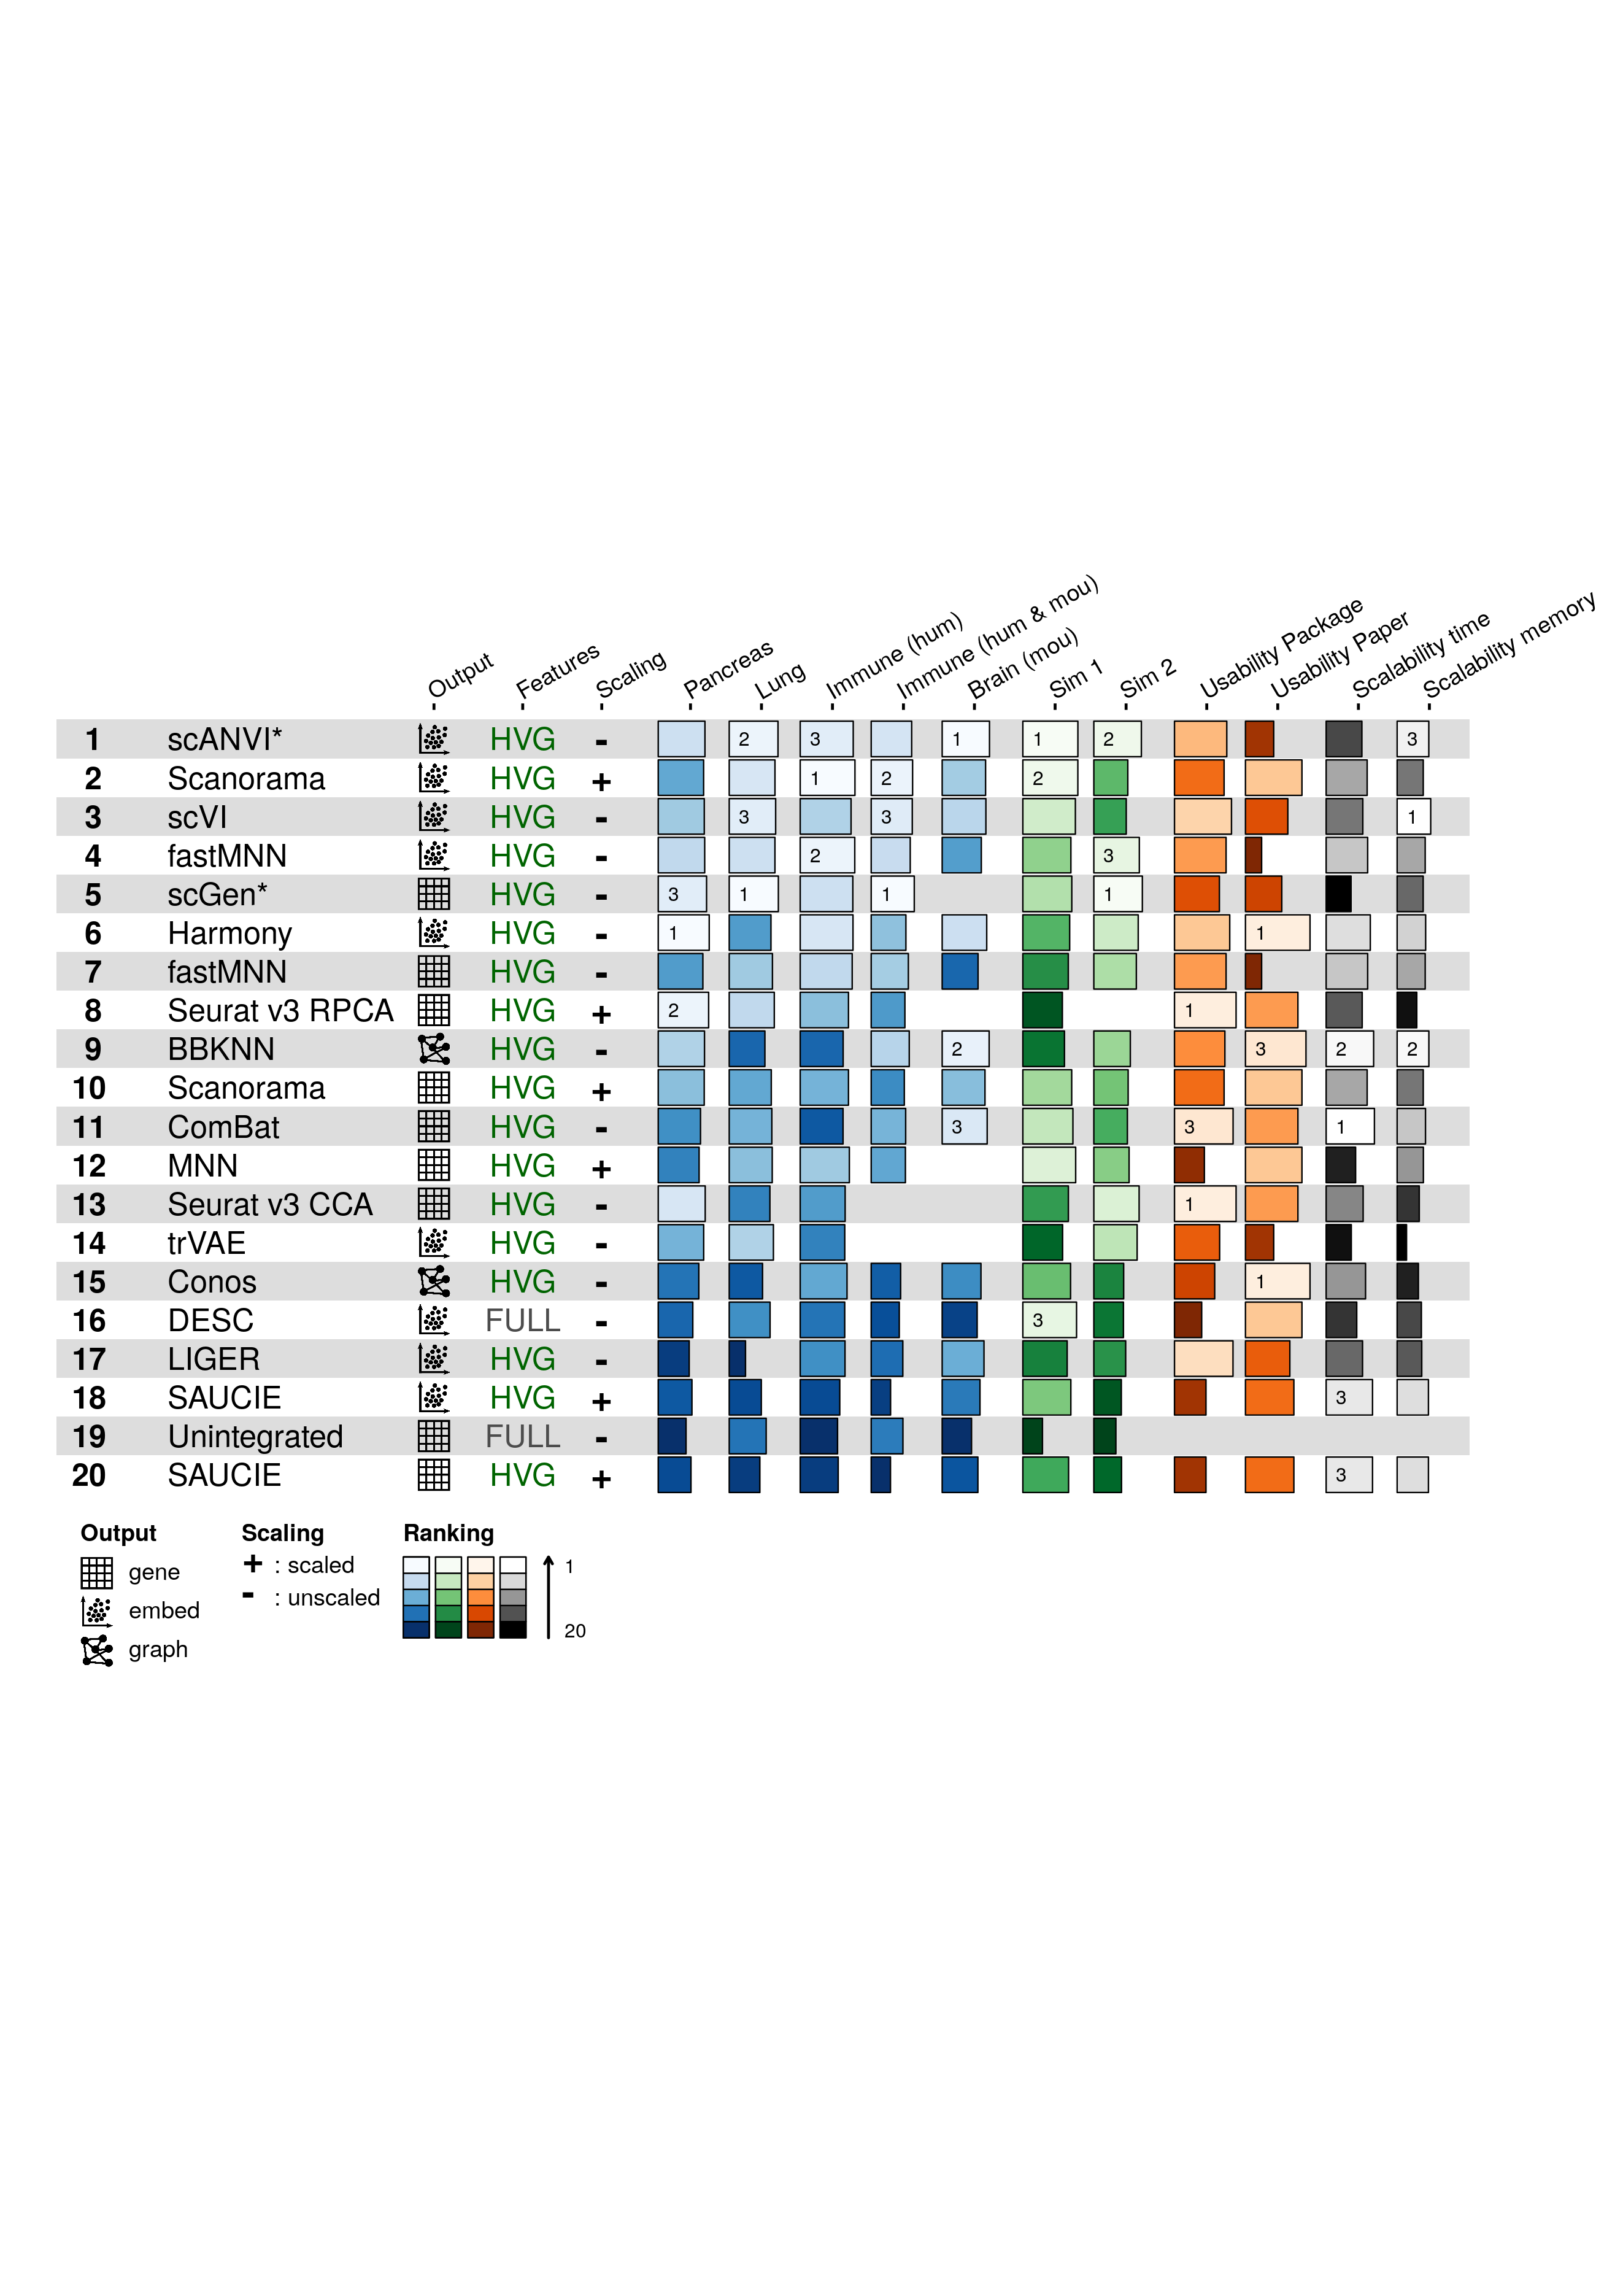 Output Features Scaling Pancreas Lung Immune (hum) Immune (hum & mou) Brain (mou) Sim 1 Sim 2 Usability Package Usability Paper Scalability time Scalability memory
1 scANVI* HVG - 2 3 1 1 2 3
2 Scanorama HVG + 1 2 2
3 scVI HVG - 3 3 1
4 fastMNN HVG - 2 3
5 scGen* HVG - 3 1 1 1
6 Harmony HVG - 1 1
7 fastMNN HVG -
8 Seurat v3 RPCA HVG + 2 1
9 BBKNN HVG - 2 3 2 2
10 Scanorama HVG +
11 ComBat HVG - 3 3 1
12 MNN HVG +
13 Seurat v3 CCA HVG - 1
14 trVAE HVG -
15 Conos HVG - 1
16 DESC FULL - 3
17 LIGER HVG -
18 SAUCIE HVG + 3
19 Unintegrated FULL -
20 SAUCIE HVG + 3
Output Scaling Ranking
gene + : scaled 1
embed - : unscaled
graph 20